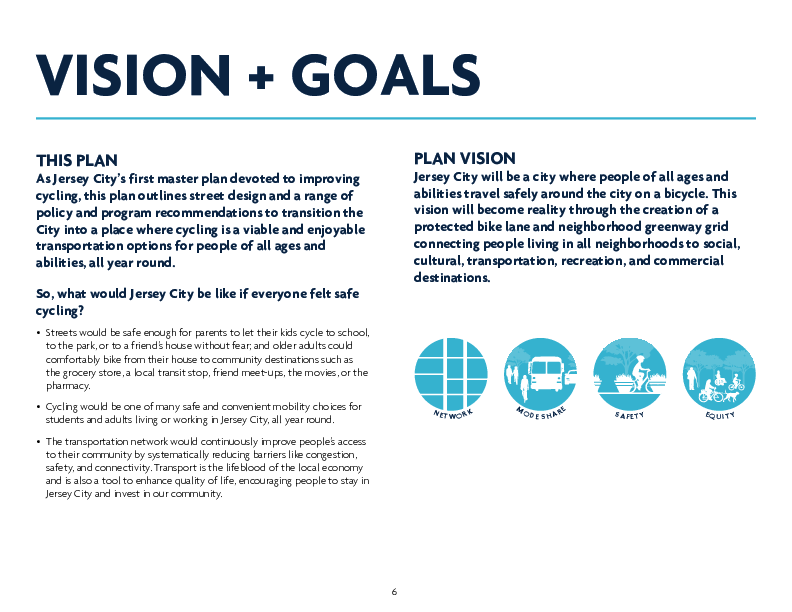 VISION + GOALS
THIS PLAN
As Jersey City's first master plan devoted to improving
cycling, this plan outlines street design and a range of
policy and program recommendations to transition the
City into a place where cycling is a viable and enjoyable
transportation options for people of all ages and
abilities, all year round.
So, what would Jersey City be like if everyone felt safe
cycling?
• Streets would be safe enough for parents to let their kids cycle to school,
to the park, or to a friend's house without fear; and older adults could
comfortably bike from their house to community destinations such as
the grocery store, a local transit stop, friend meet-ups, the movies, or the
pharmacy.
• Cycling would be one of many safe and convenient mobility choices for
students and adults living or working in Jersey City, all year round.
• The transportation network would continuously improve people's access
to their community by systematically reducing barriers like congestion,
safety, and connectivity. Transport is the lifeblood of the local economy
and is also a tool to enhance quality of life, encouraging people to stay in
Jersey City and invest in our community.
PLAN VISION
Jersey City will be a city where people of all ages and
abilities travel safely around the city on a bicycle. This
vision will become reality through the creation of a
protected bike lane and neighborhood greenway grid
connecting people living in all neighborhoods to social,
cultural, transportation, recreation, and commercial
destinations.
NETWORK
MODE SHARE
SAFETY
EQUITY
6